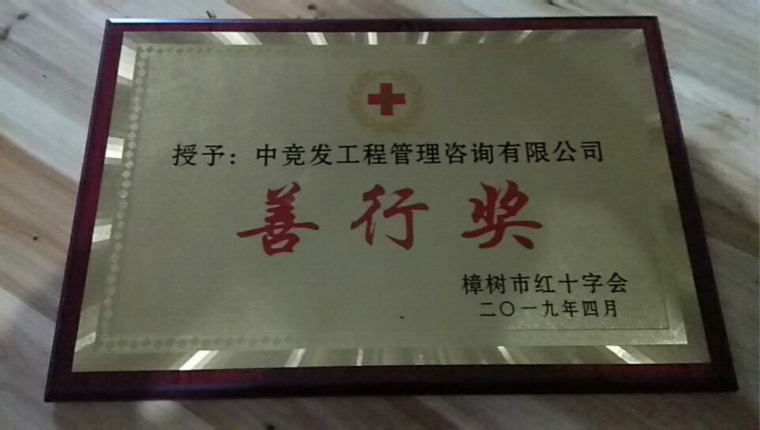 授予：中竞发工程管理咨询有限公司
善行奖
樟树市红十字会
二〇一九年四月